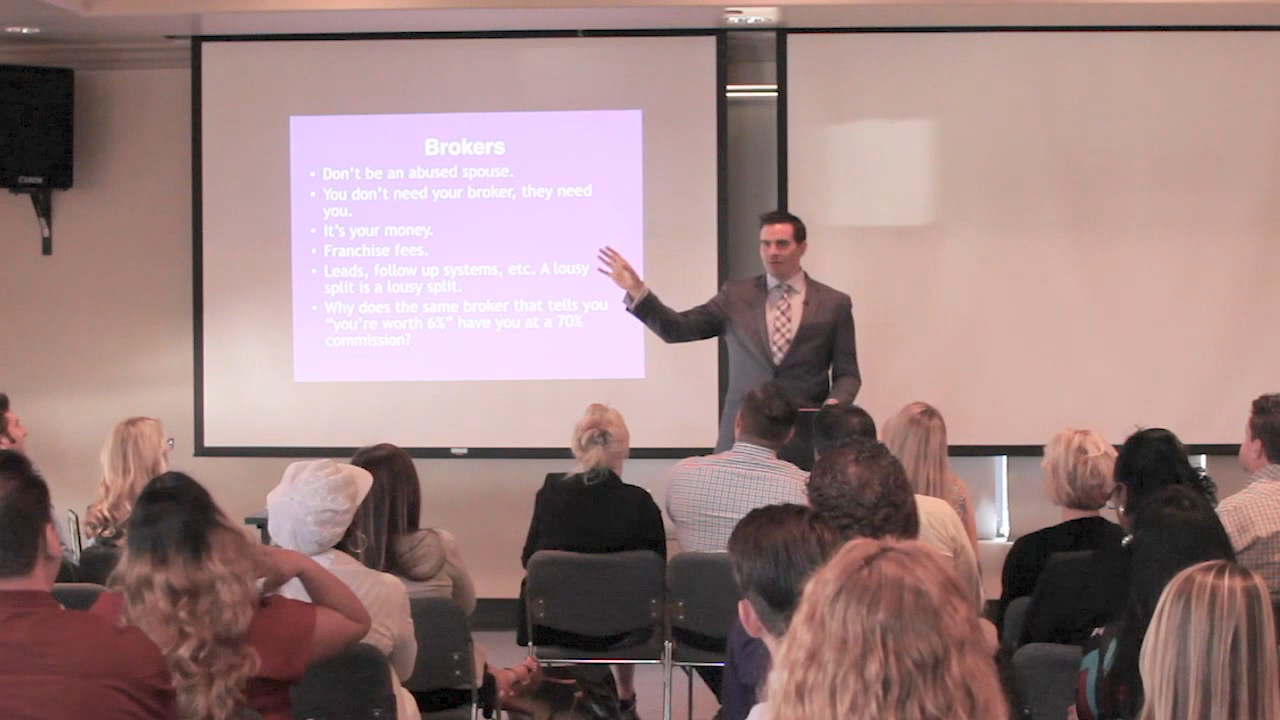 Brokers
• Don't be an abused spouse.
• You don't need your broker, they need
you.
• It's your money.
• Franchise fees.
• Leads, follow up systems, etc. A lousy
split is a lousy split.
• Why does the same broker that tells you
"you're worth 6%" have you at a 70%
commission?